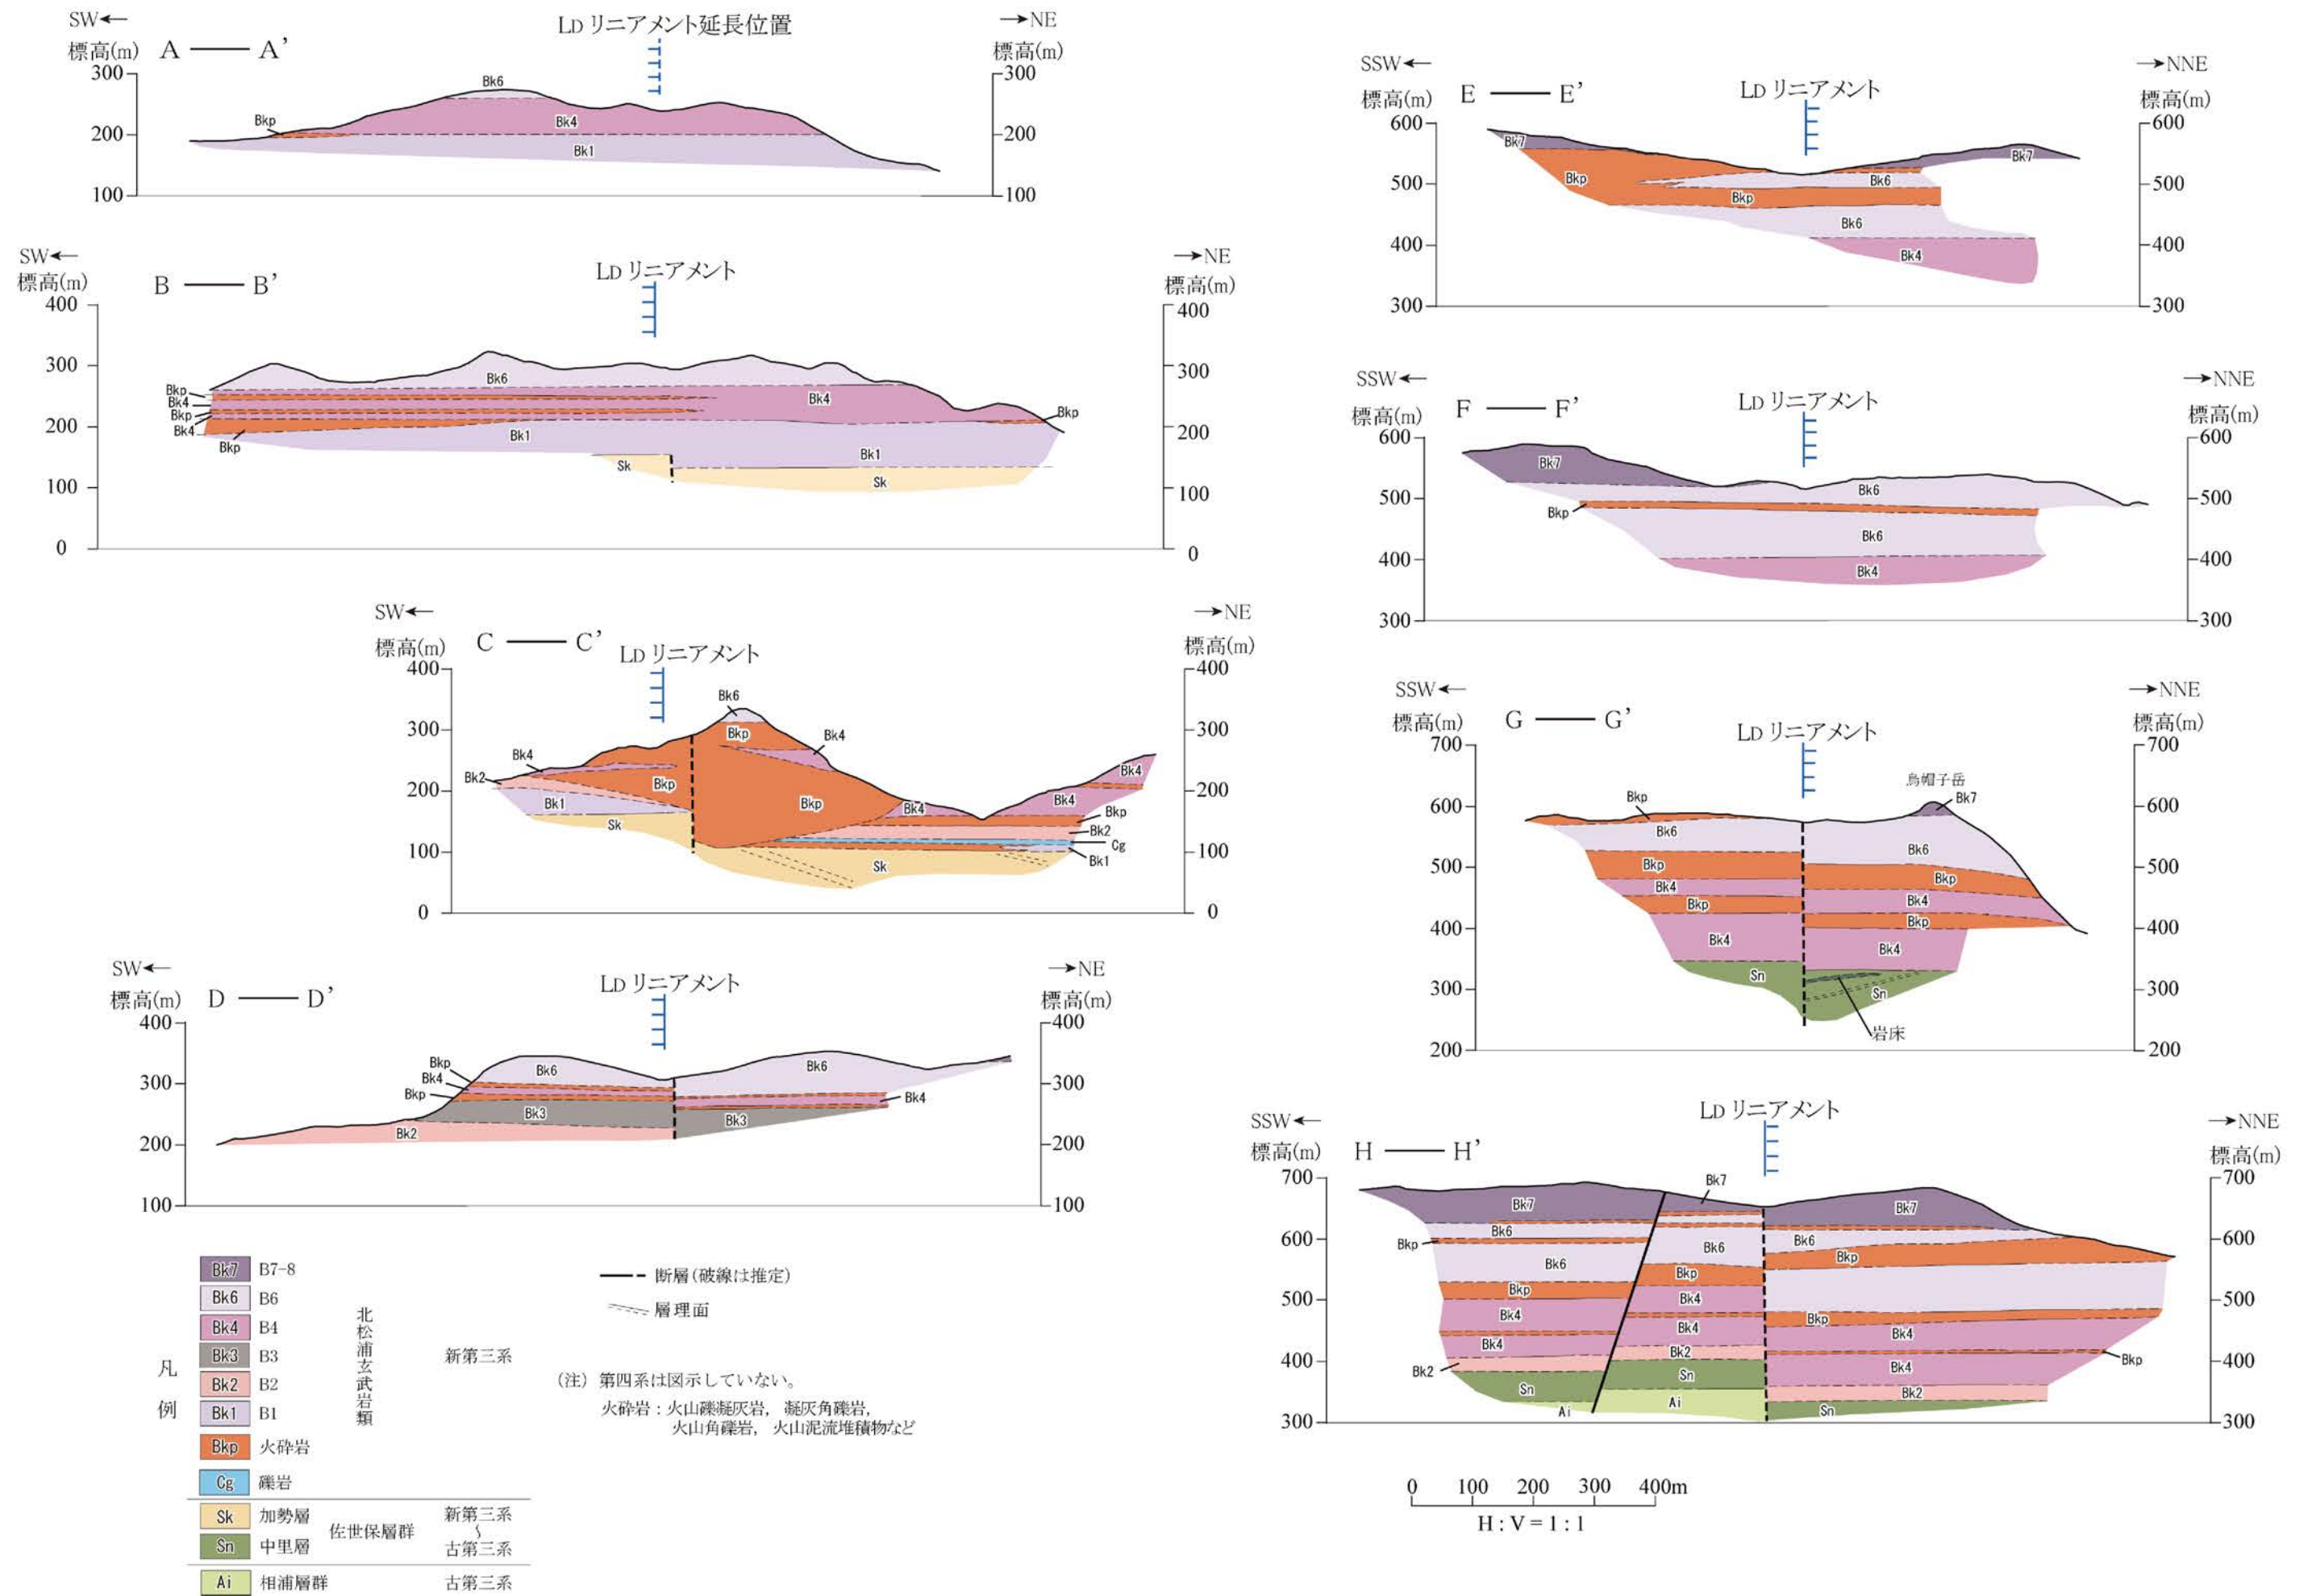 SW← →NE
標高(m) A — A’ LD リニアメント延長位置 標高(m)
300 300
200 200
100 100
Bk6
Bkp
Bk4
Bk1
SW← →NE
標高(m) B — B’ LD リニアメント 標高(m)
400 400
300 300
200 200
100 100
0 0
Bkp
Bk4
Bkp
Bk4
Bkp
Bk6
Bk4
Bkp
Bk1
Bk1
Sk
Sk
SW← →NE
標高(m) C — C’ LD リニアメント 標高(m)
400 400
300 300
200 200
100 100
0 0
Bk6
Bkp
Bk4
Bk4
Bk2
Bkp
Bk1
Sk
Bkp
Bk4
Bk4
Bk4
Bkp
Bk2
Cg
Bk1
Sk
SW← →NE
標高(m) D — D’ LD リニアメント 標高(m)
400 400
300 300
200 200
100 100
Bkp
Bk4
Bkp
Bk6
Bk6
Bk4
Bk3
Bk3
Bk2
SSW← →NNE
標高(m) E — E’ LD リニアメント 標高(m)
600 600
500 500
400 400
300 300
Bk7
Bk7
Bkp
Bk6
Bkp
Bk6
Bk4
SSW← →NNE
標高(m) F — F’ LD リニアメント 標高(m)
600 600
500 500
400 400
300 300
Bk7
Bk6
Bkp
Bk6
Bk4
SSW← →NNE
標高(m) G — G’ LD リニアメント 標高(m)
700 700
600 600
500 500
400 400
300 300
200 200
烏帽子岳
Bk7
Bkp
Bk6
Bk6
Bkp
Bkp
Bk4
Bk4
Bkp
Bkp
Bk4
Bk4
Sn
Sn
岩床
SSW← →NNE
標高(m) H — H’ LD リニアメント 標高(m)
700 700
600 600
500 500
400 400
300 300
Bk7
Bk7
Bk7
Bk6
Bkp
Bk6
Bkp
Bk4
Bk4
Bk2
Sn
Ai
Bk6
Bkp
Bk4
Bk4
Bk2
Sn
Ai
Bk6
Bkp
Bkp
Bk4
Bkp
Bk4
Bk2
Sn
0 100 200 300 400m
H : V = 1 : 1
凡例
Bk7 B7-8
Bk6 B6
Bk4 B4
Bk3 B3
Bk2 B2
Bk1 B1
北松浦玄武岩類
新第三系
Bkp 火砕岩
Cg 礫岩
Sk 加勢層
Sn 中里層
佐世保層群
新第三系
〜
古第三系
Ai 相浦層群 古第三系
断層(破線は推定)
層理面
(注) 第四系は図示していない。
火砕岩 : 火山礫凝灰岩, 凝灰角礫岩,
火山角礫岩, 火山泥流堆積物など